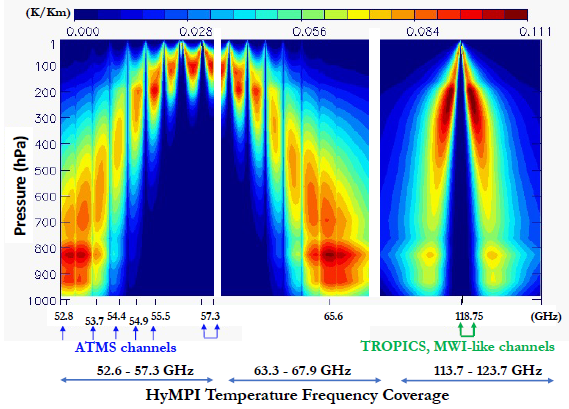 (K/Km)
0.000 0.028 0.056 0.084 0.111
Pressure (hPa)
1
100
200
300
400
500
600
700
800
900
1000
52.8 53.7 54.4 54.9 55.5 57.3 65.6 118.75 (GHz)
ATMS channels TROPICS, MWI-like channels
52.6 - 57.3 GHz 63.3 - 67.9 GHz 113.7 - 123.7 GHz
HyMPI Temperature Frequency Coverage